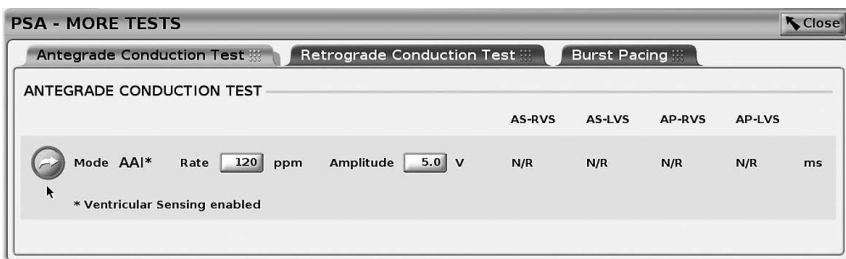 PSA - MORE TESTS Close
Antegrade Conduction Test Retrograde Conduction Test Burst Pacing
ANTEGRADE CONDUCTION TEST
AS-RVS AS-LVS AP-RVS AP-LVS
Mode AAI* Rate 120 ppm Amplitude 5.0 V N/R N/R N/R N/R ms
* Ventricular Sensing enabled